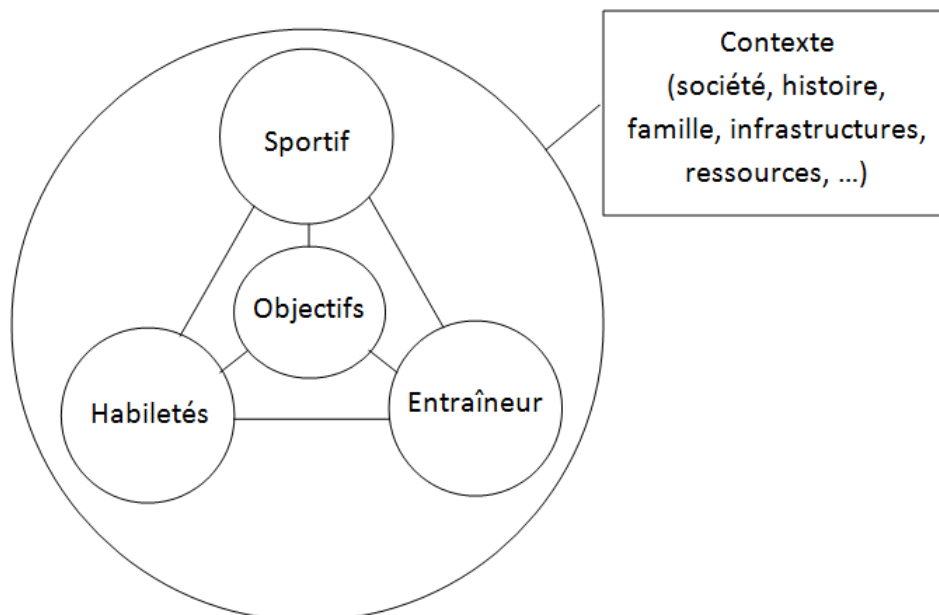 Contexte
(société, histoire,
famille, infrastructures,
ressources, ...)
Sportif
Objectifs
Habiletés
Entraîneur